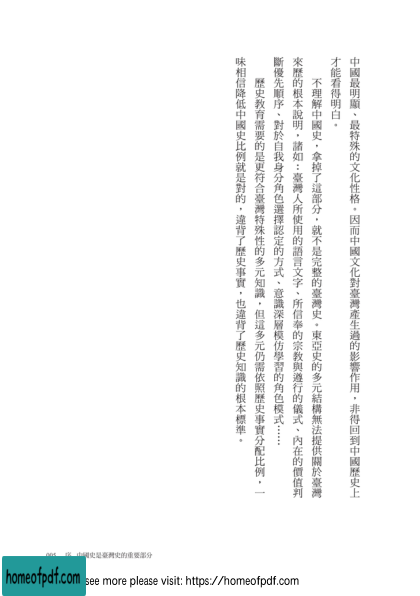 中國最明顯、最特殊的文化性格。因而中國文化對臺灣產生過的影響作用，非得回到中國歷史上
才能看得明白。
不理解中國史，拿掉了這部分，就不是完整的臺灣史。東亞史的多元結構無法提供關於臺灣
來歷的根本說明，諸如：臺灣人所使用的語言文字、所信奉的宗教與遵行的儀式、內在的價值判
斷優先順序、對於自我身分角色選擇認定的方式、意識深層模仿學習的角色模式⋯⋯
歷史教育需要的是更符合臺灣特殊性的多元知識，但這多元仍需依照歷史事實分配比例，一
味相信降低中國史比例就是對的，違背了歷史事實，也違背了歷史知識的根本標準。
005 序 中國史是臺灣史的重要部分
homeofpdf.com
see more please visit: https://homeofpdf.com